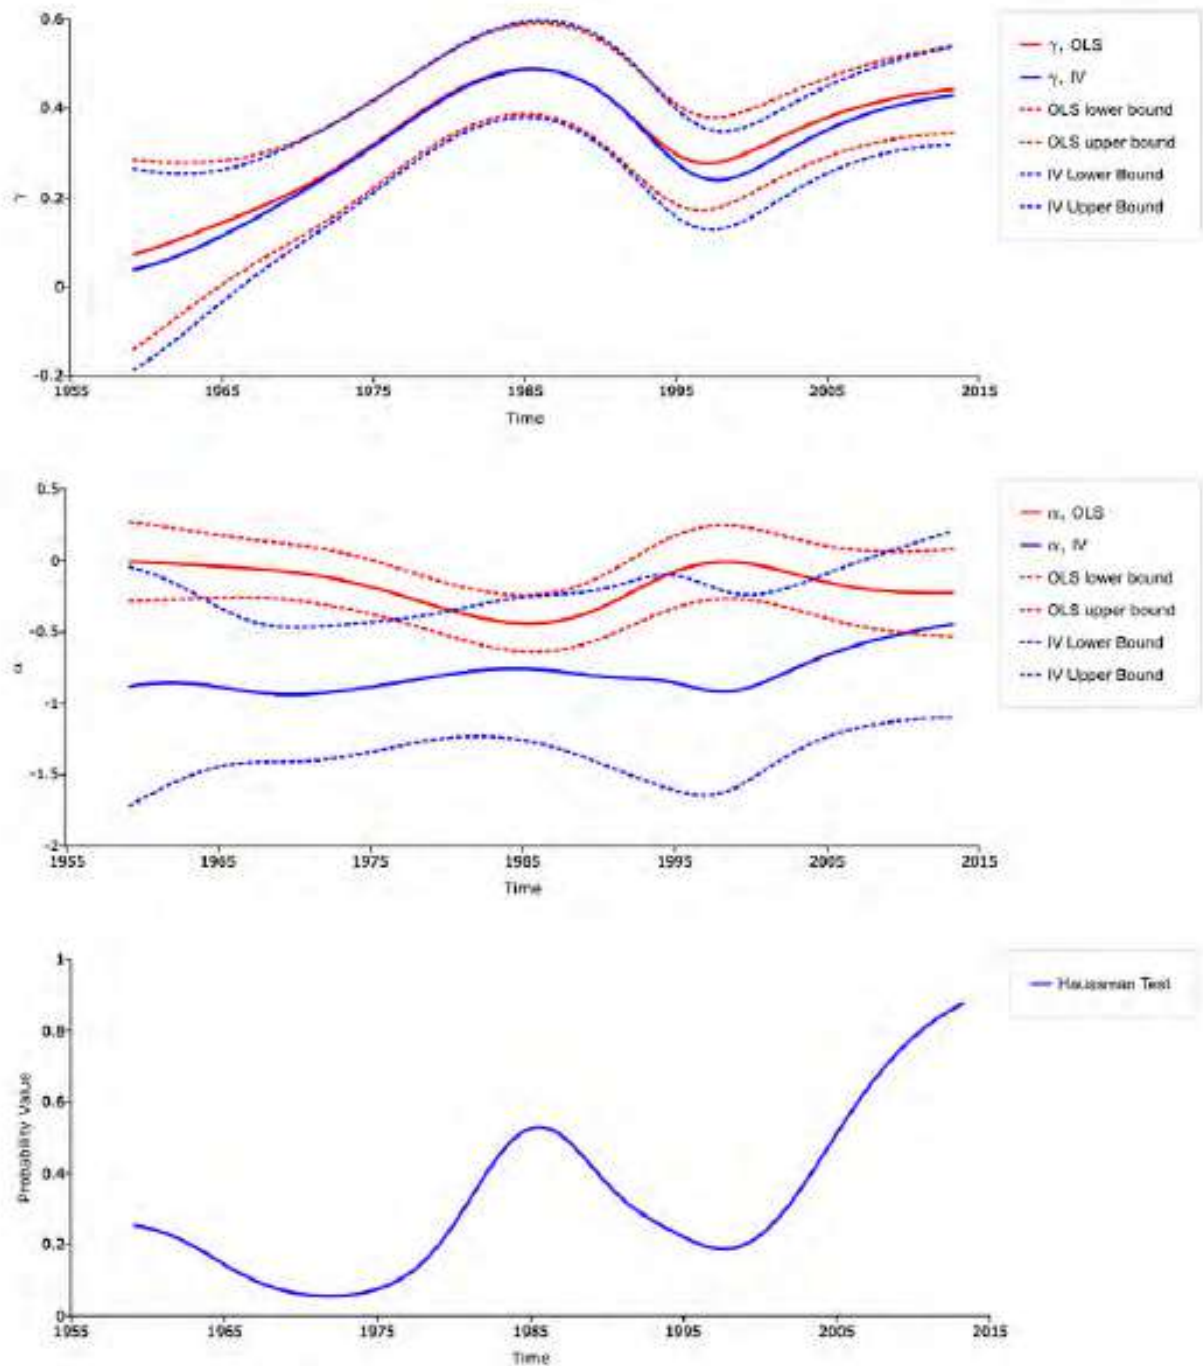 0.6
0.4
0.2
0
-0.2
γ
1955 1965 1975 1985 1995 2005 2015
Time
γ, OLS
γ, IV
OLS lower bound
OLS upper bound
IV Lower Bound
IV Upper Bound
0.5
0
-0.5
-1
-1.5
-2
α
1955 1965 1975 1985 1995 2005 2015
Time
α, OLS
α, IV
OLS lower bound
OLS upper bound
IV Lower Bound
IV Upper Bound
1
0.8
0.6
0.4
0.2
0
Probability Value
1955 1965 1975 1985 1995 2005 2015
Time
Haussman Test